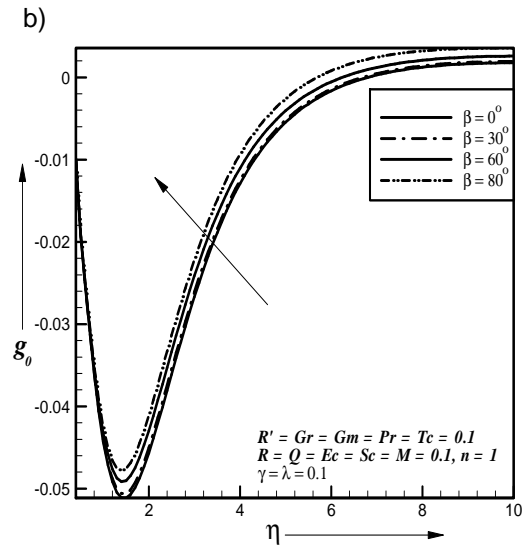 b)
0
-0.01
-0.02
-0.03
-0.04
-0.05
g₀
β = 0°
β = 30°
β = 60°
β = 80°
R' = Gr = Gm = Pr = Tc = 0.1
R = Q = Ec = Sc = M = 0.1, n = 1
γ = λ = 0.1
2 4 6 8 10
η